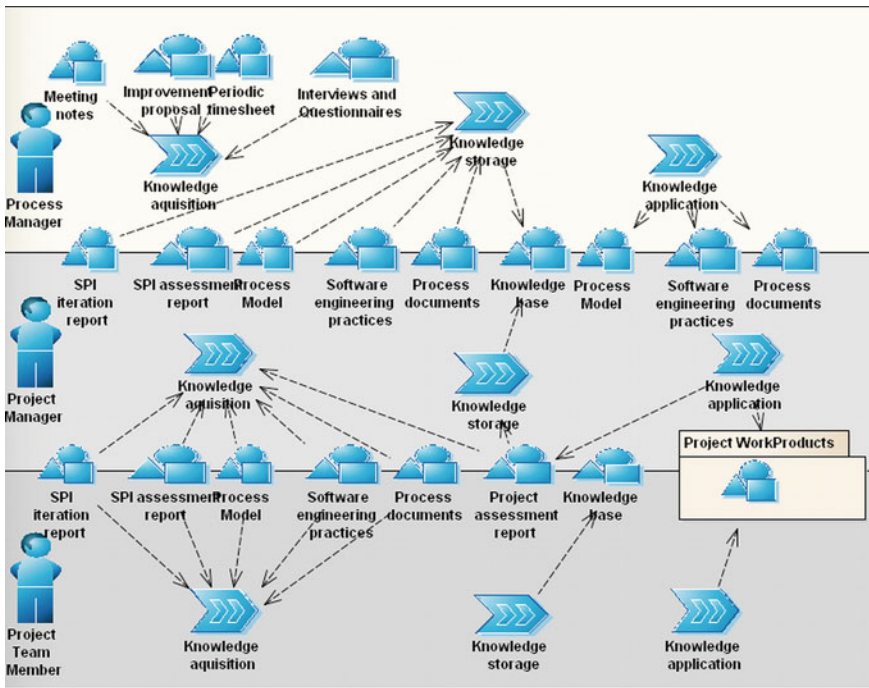 Meeting
notes
Improvement
proposal
Periodic
timesheet
Interviews and
Questionnaires
Process
Manager
Knowledge
aquisition
Knowledge
storage
Knowledge
application
SPI
iteration
report
SPI assessment
report
Process
Model
Software
engineering
practices
Process
documents
Knowledge
base
Process
Model
Software
engineering
practices
Process
documents
Project
Manager
Knowledge
aquisition
Knowledge
storage
Knowledge
application
Project WorkProducts
SPI
iteration
report
SPI assessment
report
Process
Model
Software
engineering
practices
Process
documents
Project
assessment
report
Knowledge
base
Project
Team
Member
Knowledge
aquisition
Knowledge
storage
Knowledge
application